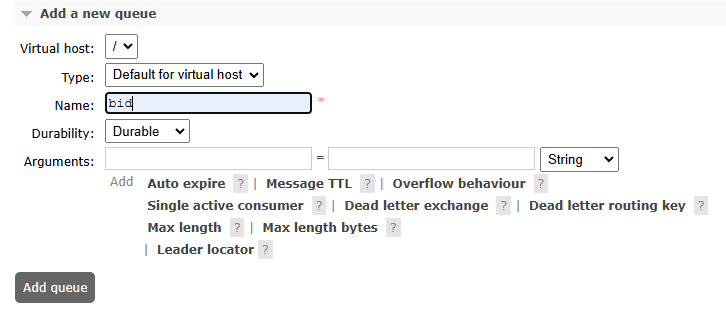 Add a new queue
Virtual host: /
Type: Default for virtual host
Name: bid *
Durability: Durable
Arguments: = String
Add Auto expire ? | Message TTL ? | Overflow behaviour ?
Single active consumer ? | Dead letter exchange ? | Dead letter routing key ?
Max length ? | Max length bytes ?
| Leader locator ?
Add queue